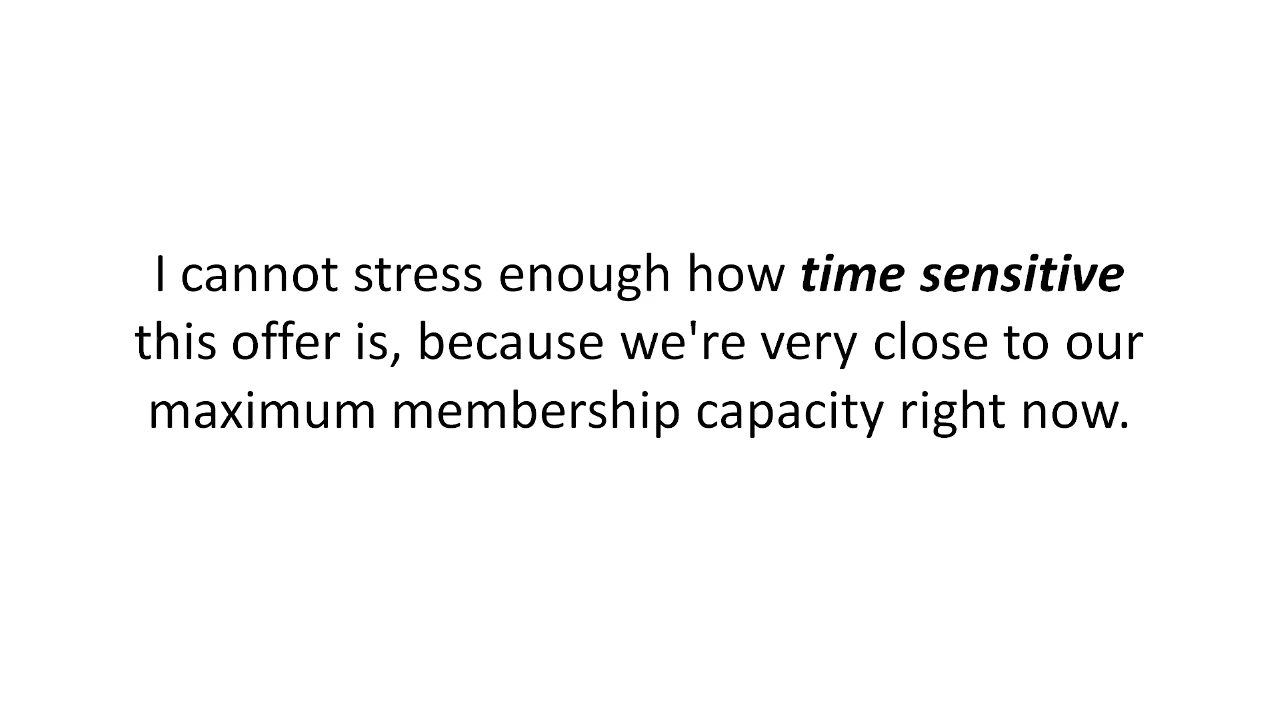 I cannot stress enough how time sensitive
this offer is, because we're very close to our
maximum membership capacity right now.